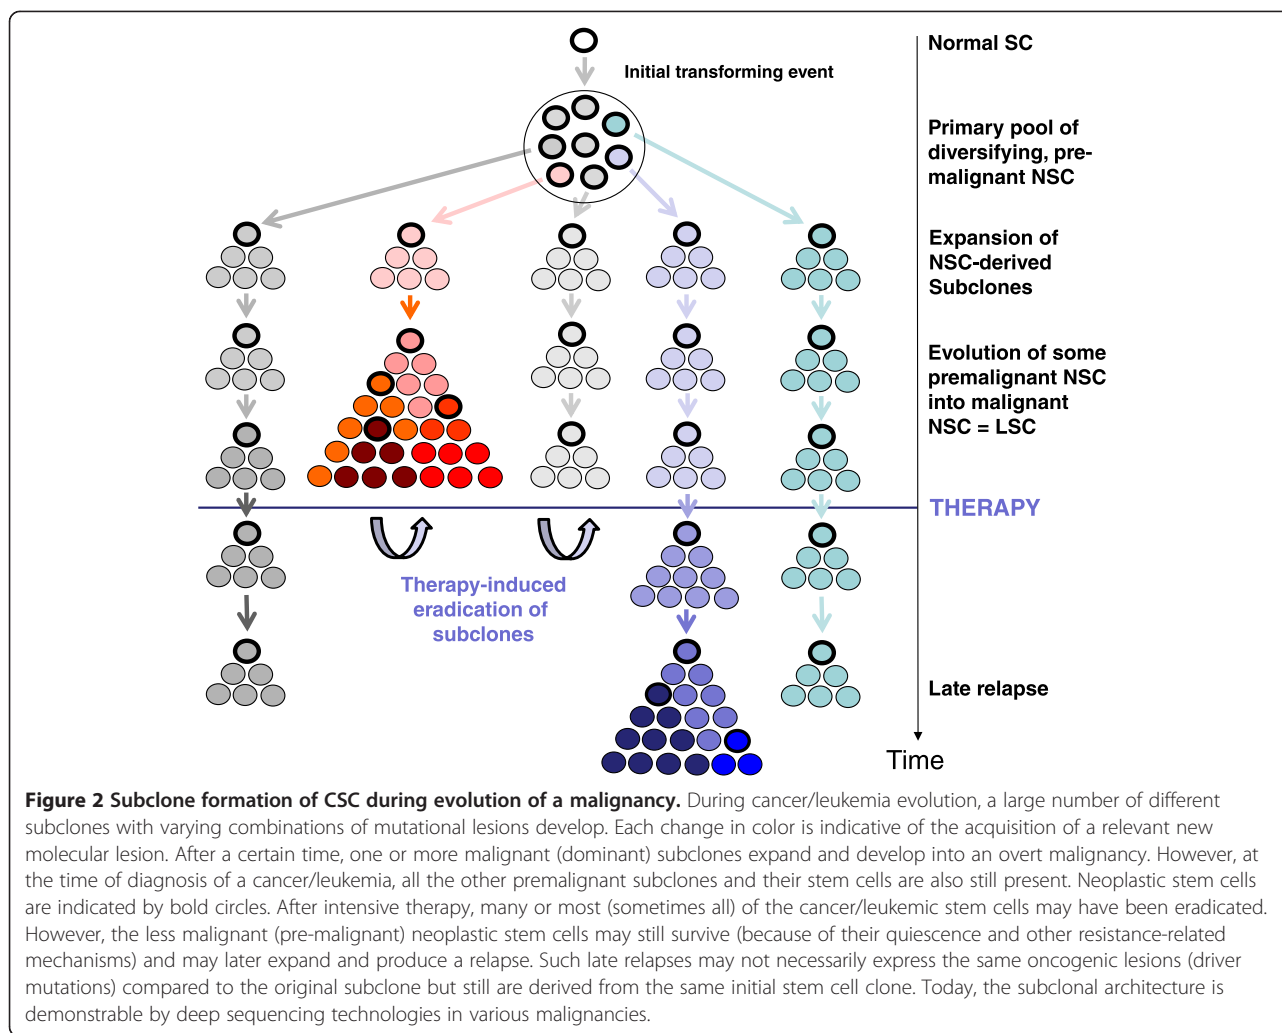 Normal SC
Initial transforming event
Primary pool of
diversifying, pre-
malignant NSC
Expansion of
NSC-derived
Subclones
Evolution of some
premalignant NSC
into malignant
NSC = LSC
THERAPY
Therapy-induced
eradication of
subclones
Late relapse
Time
Figure 2 Subclone formation of CSC during evolution of a malignancy. During cancer/leukemia evolution, a large number of different
subclones with varying combinations of mutational lesions develop. Each change in color is indicative of the acquisition of a relevant new
molecular lesion. After a certain time, one or more malignant (dominant) subclones expand and develop into an overt malignancy. However, at
the time of diagnosis of a cancer/leukemia, all the other premalignant subclones and their stem cells are also still present. Neoplastic stem cells
are indicated by bold circles. After intensive therapy, many or most (sometimes all) of the cancer/leukemic stem cells may have been eradicated.
However, the less malignant (pre-malignant) neoplastic stem cells may still survive (because of their quiescence and other resistance-related
mechanisms) and may later expand and produce a relapse. Such late relapses may not necessarily express the same oncogenic lesions (driver
mutations) compared to the original subclone but still are derived from the same initial stem cell clone. Today, the subclonal architecture is
demonstrable by deep sequencing technologies in various malignancies.